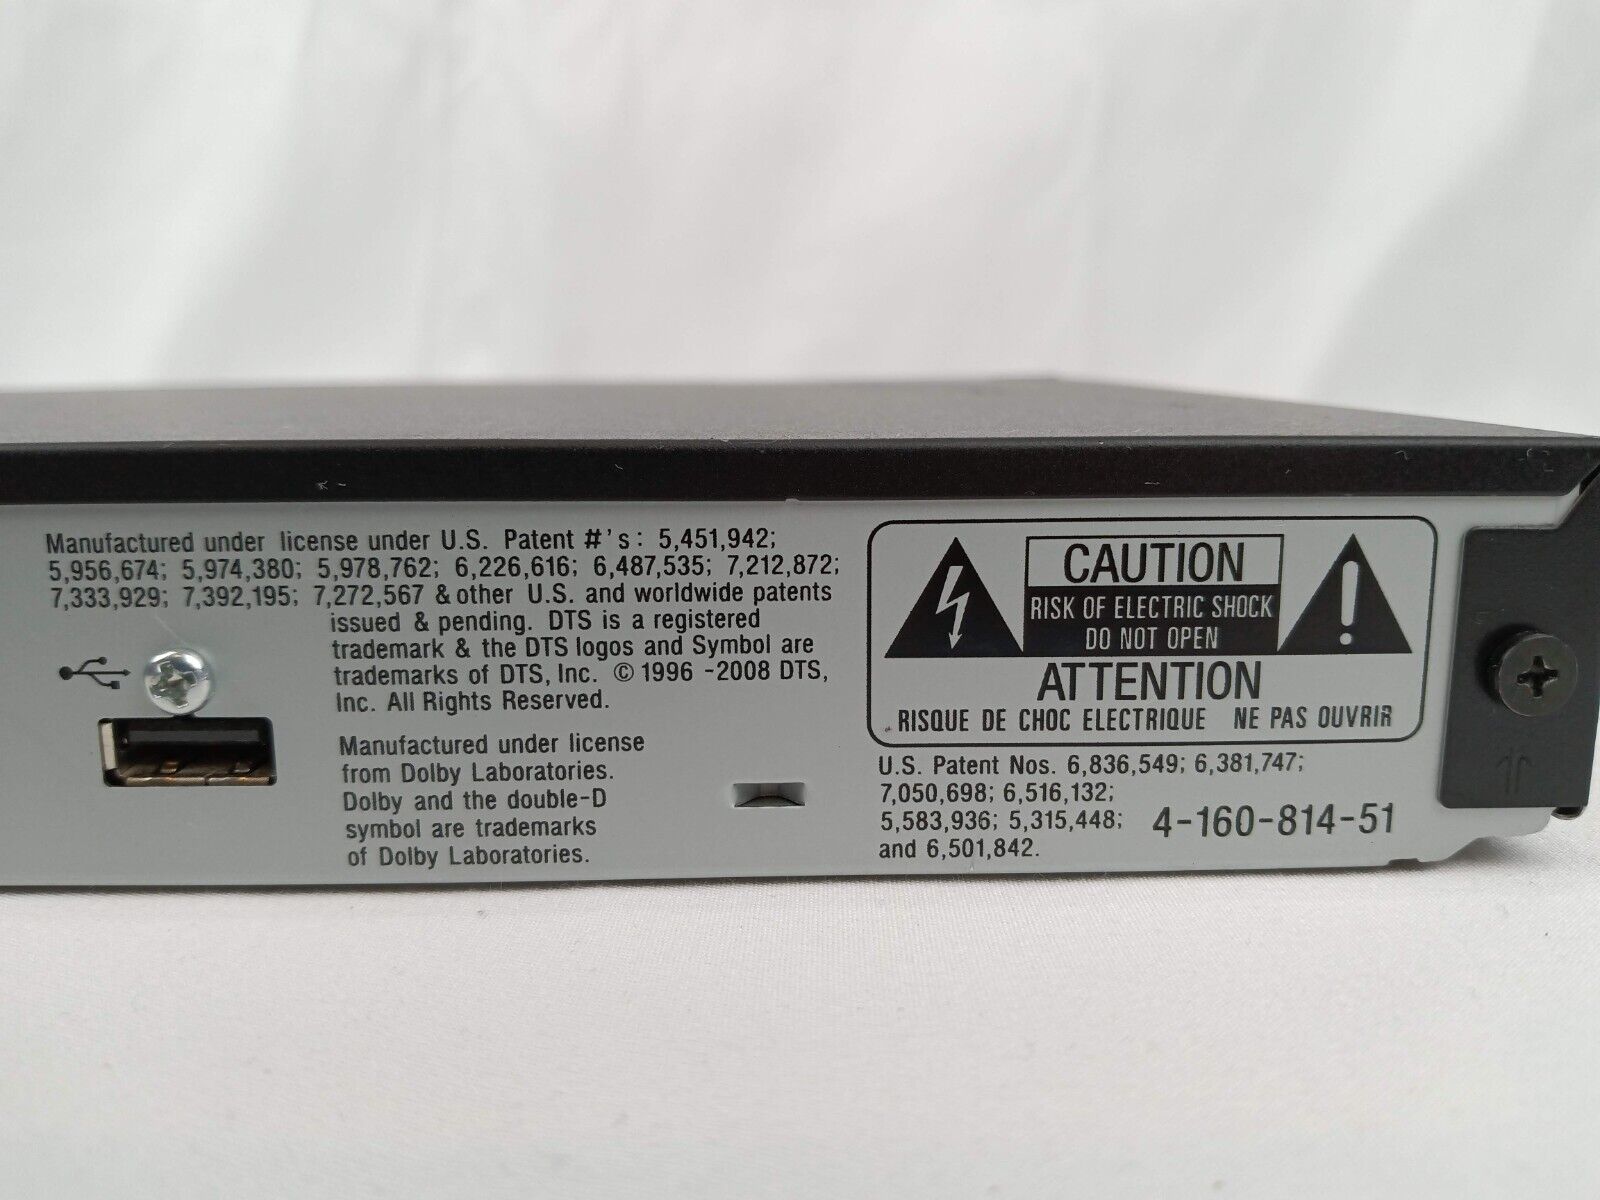 Manufactured under license under U.S. Patent #'s: 5,451,942;
5,956,674; 5,974,380; 5,978,762; 6,226,616; 6,487,535; 7,212,872;
7,333,929; 7,392,195; 7,272,567 & other U.S. and worldwide patents
issued & pending. DTS is a registered
trademark & the DTS logos and Symbol are
trademarks of DTS, Inc. © 1996 -2008 DTS,
Inc. All Rights Reserved.
Manufactured under license
from Dolby Laboratories.
Dolby and the double-D
symbol are trademarks
of Dolby Laboratories.
CAUTION
RISK OF ELECTRIC SHOCK
DO NOT OPEN
ATTENTION
RISQUE DE CHOC ELECTRIQUE NE PAS OUVRIR
U.S. Patent Nos. 6,836,549; 6,381,747;
7,050,698; 6,516,132;
5,583,936; 5,315,448;
and 6,501,842.
4-160-814-51